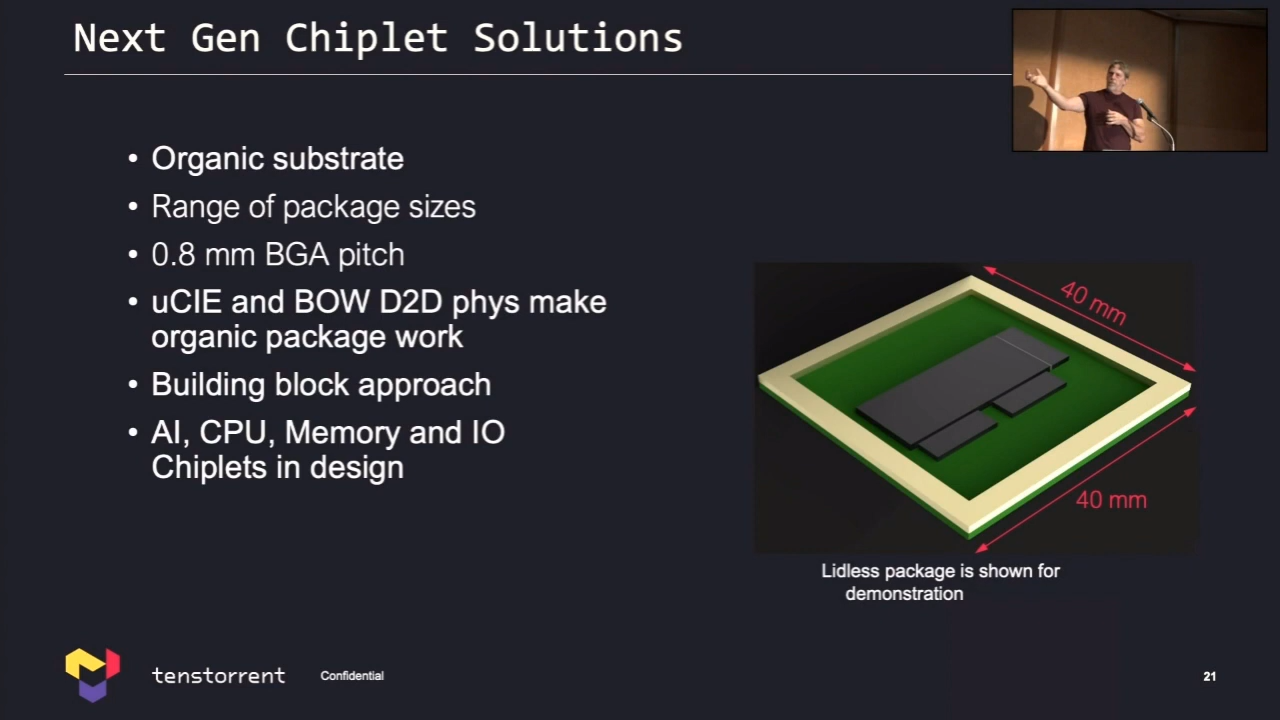 Next Gen Chiplet Solutions
• Organic substrate
• Range of package sizes
• 0.8 mm BGA pitch
• uCIE and BOW D2D phys make
organic package work
• Building block approach
• AI, CPU, Memory and IO
Chiplets in design
40 mm
40 mm
Lidless package is shown for
demonstration
tenstorrent
Confidential
21